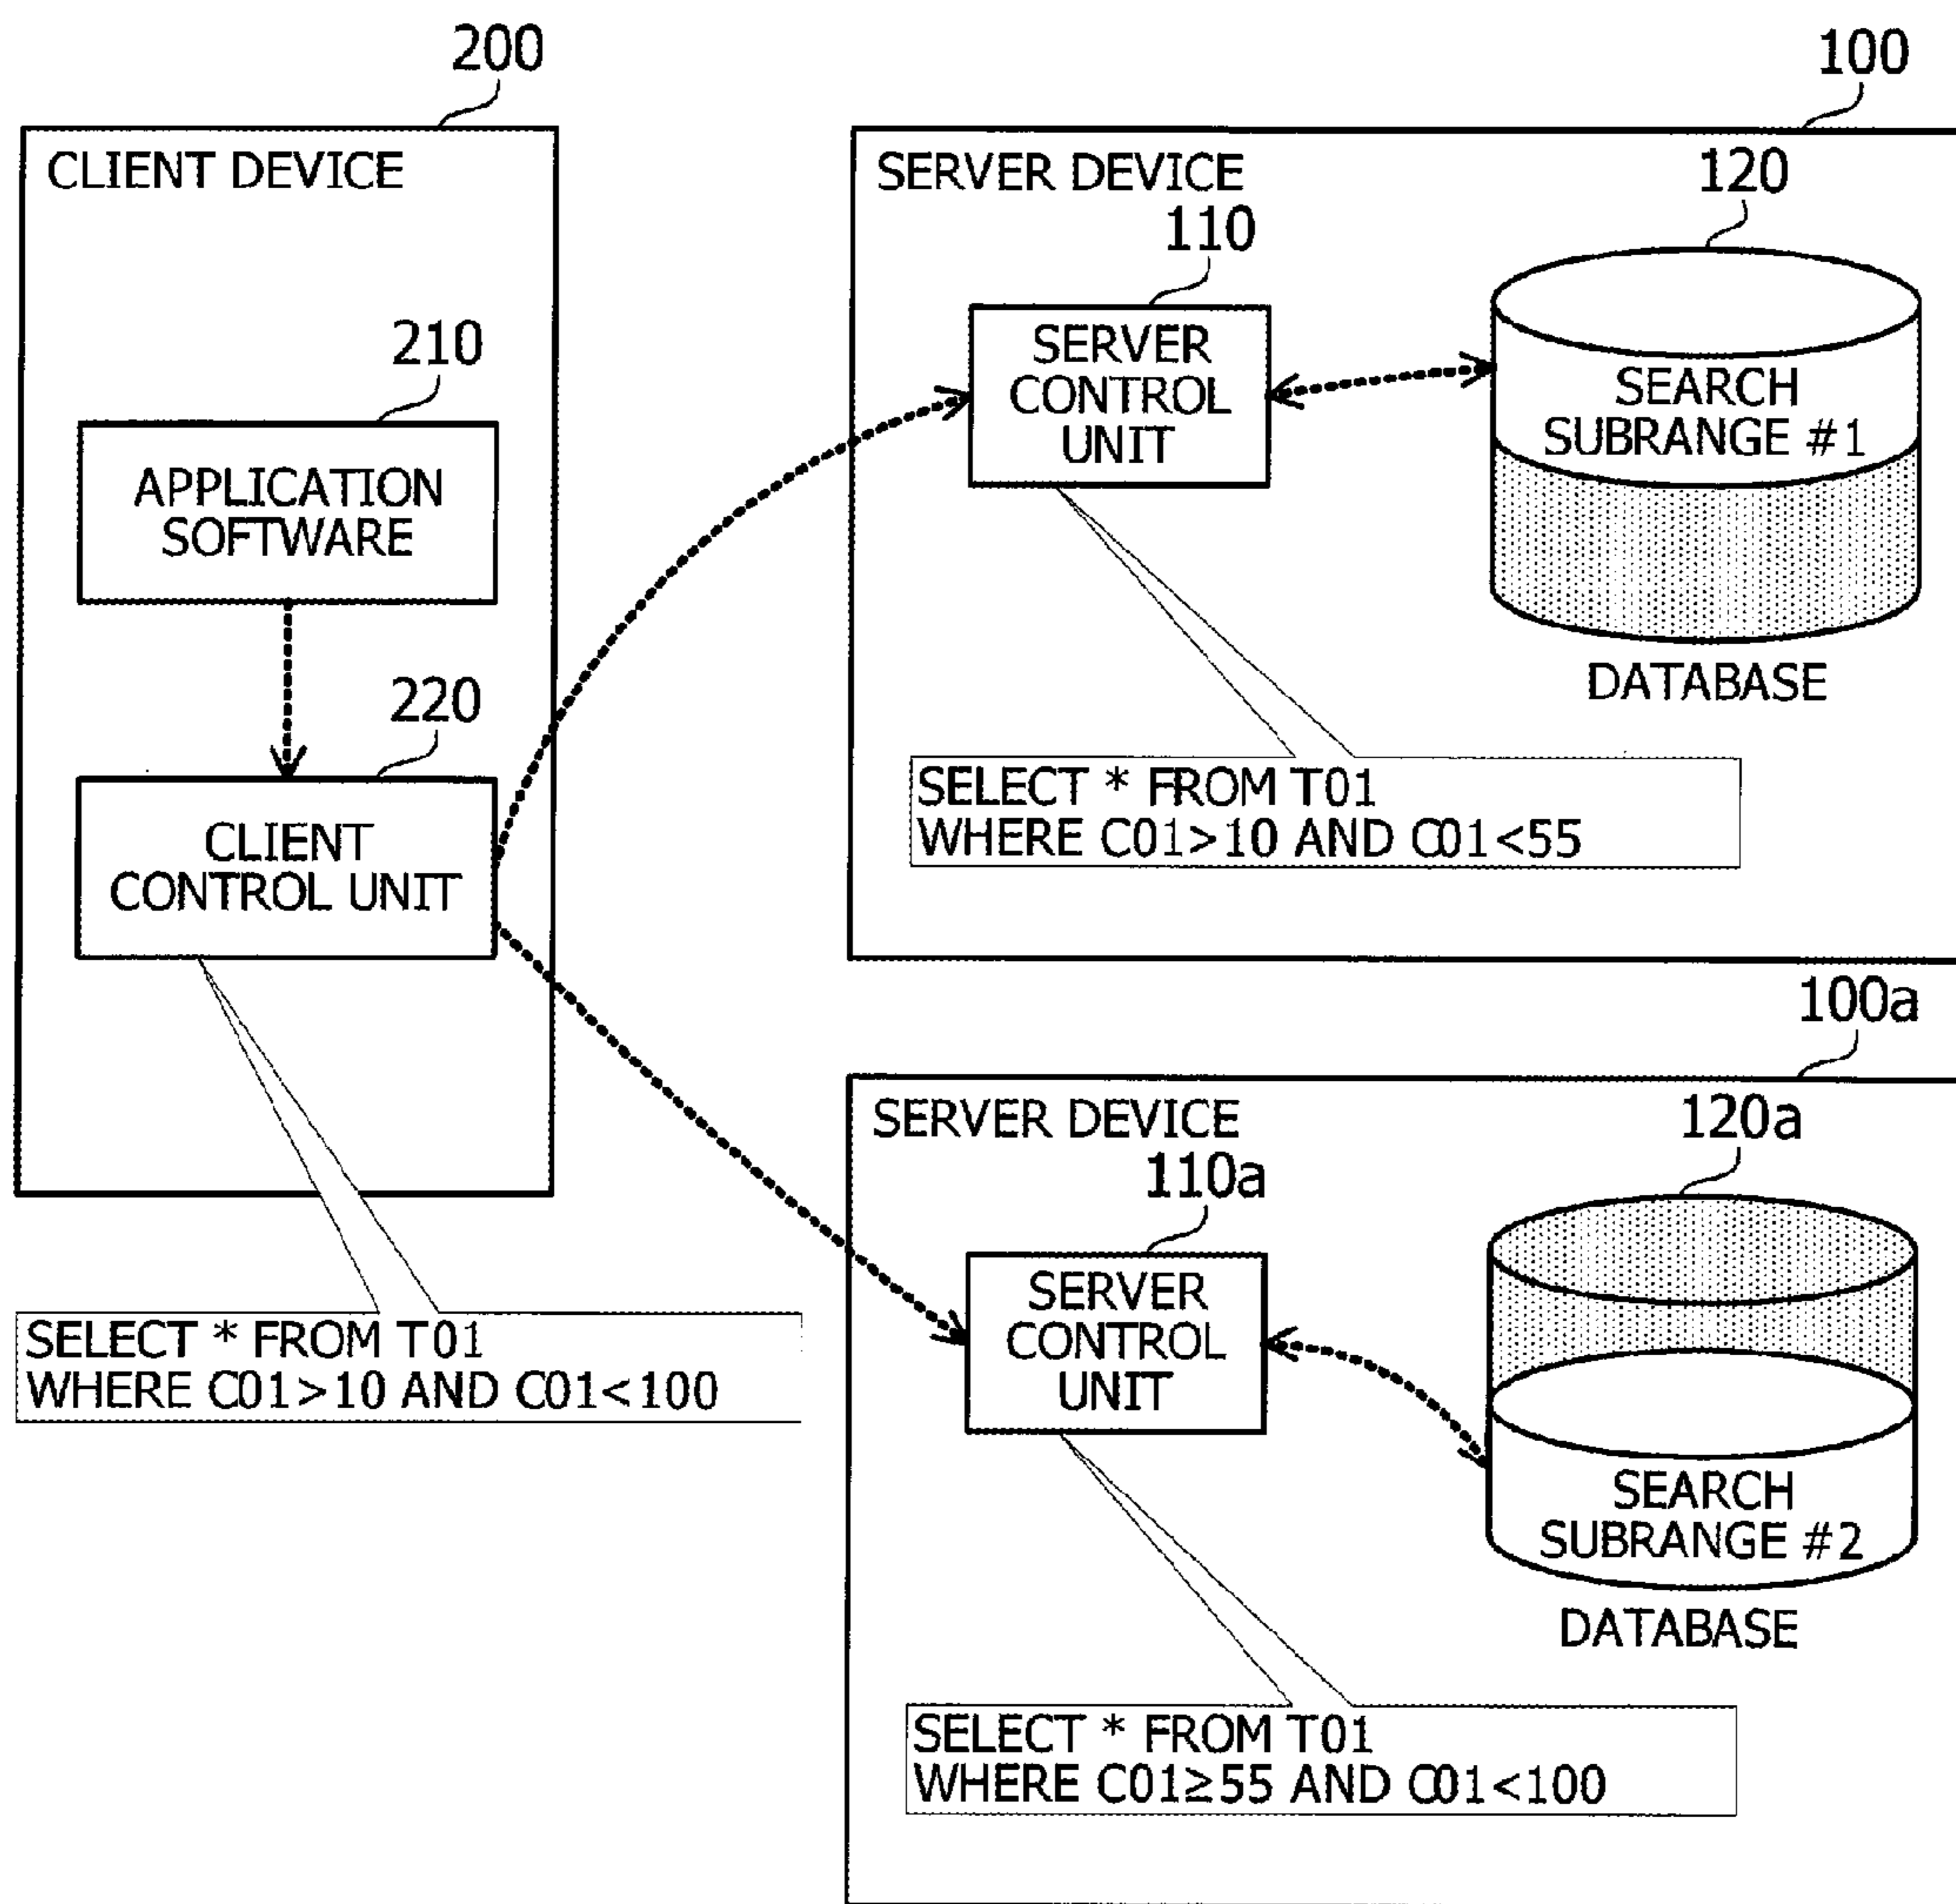 200
CLIENT DEVICE
210
APPLICATION
SOFTWARE
220
CLIENT
CONTROL UNIT
SELECT * FROM T01
WHERE C01>10 AND C01<100
100
SERVER DEVICE
110
SERVER
CONTROL
UNIT
120
SEARCH
SUBRANGE #1
DATABASE
SELECT * FROM T01
WHERE C01>10 AND C01<55
100a
SERVER DEVICE
110a
SERVER
CONTROL
UNIT
120a
SEARCH
SUBRANGE #2
DATABASE
SELECT * FROM T01
WHERE C01≥55 AND C01<100